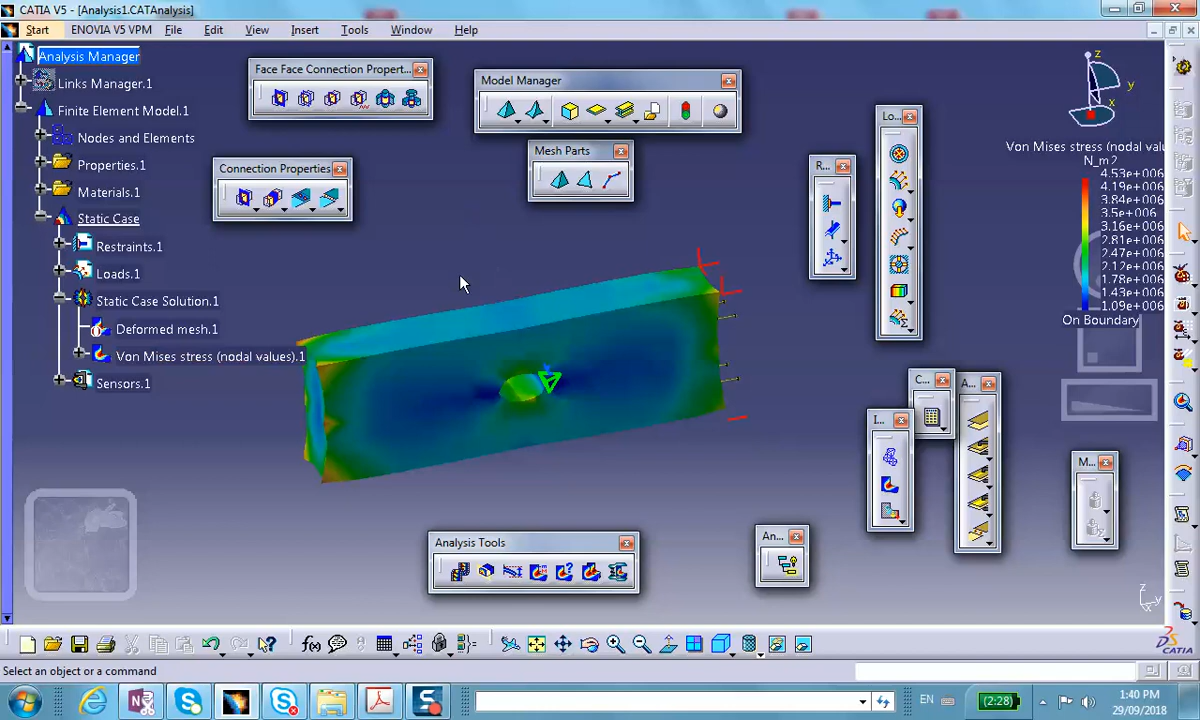 CATIA V5 - [Analysis1.CATAnalysis]
Start
ENOVIA V5 VPM
File
Edit
View
Insert
Tools
Window
Help
Analysis Manager
Links Manager.1
Finite Element Model.1
Nodes and Elements
Properties.1
Materials.1
Static Case
Restraints.1
Loads.1
Static Case Solution.1
Deformed mesh.1
Von Mises stress (nodal values).1
Sensors.1
Face Face Connection Propert...
Connection Properties
Model Manager
Mesh Parts
R...
Lo...
z
y
x
Von Mises stress (nodal valu
N_m2
4.53e+006
4.19e+006
3.84e+006
3.5e+006
3.16e+006
2.81e+006
2.47e+006
2.12e+006
1.78e+006
1.43e+006
1.09e+006
On Boundary
C...
A...
I...
M...
Analysis Tools
An...
z
y
x
CATIA
Select an object or a command
EN
(2:28)
1:40 PM
29/09/2018